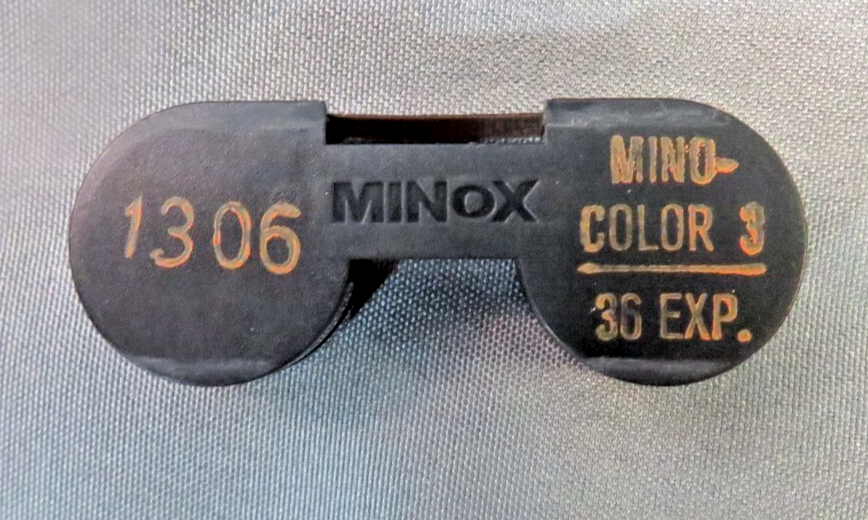 1306
MINOX
MINO-
COLOR 3
36 EXP.